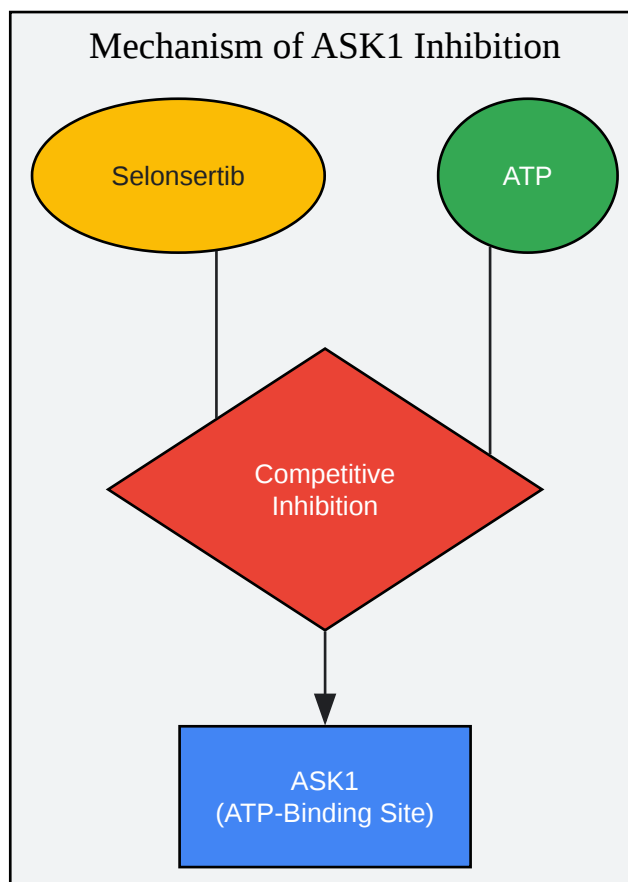 Mechanism of ASK1 Inhibition
Selonsertib
ATP
Competitive
Inhibition
ASK1
(ATP-Binding Site)